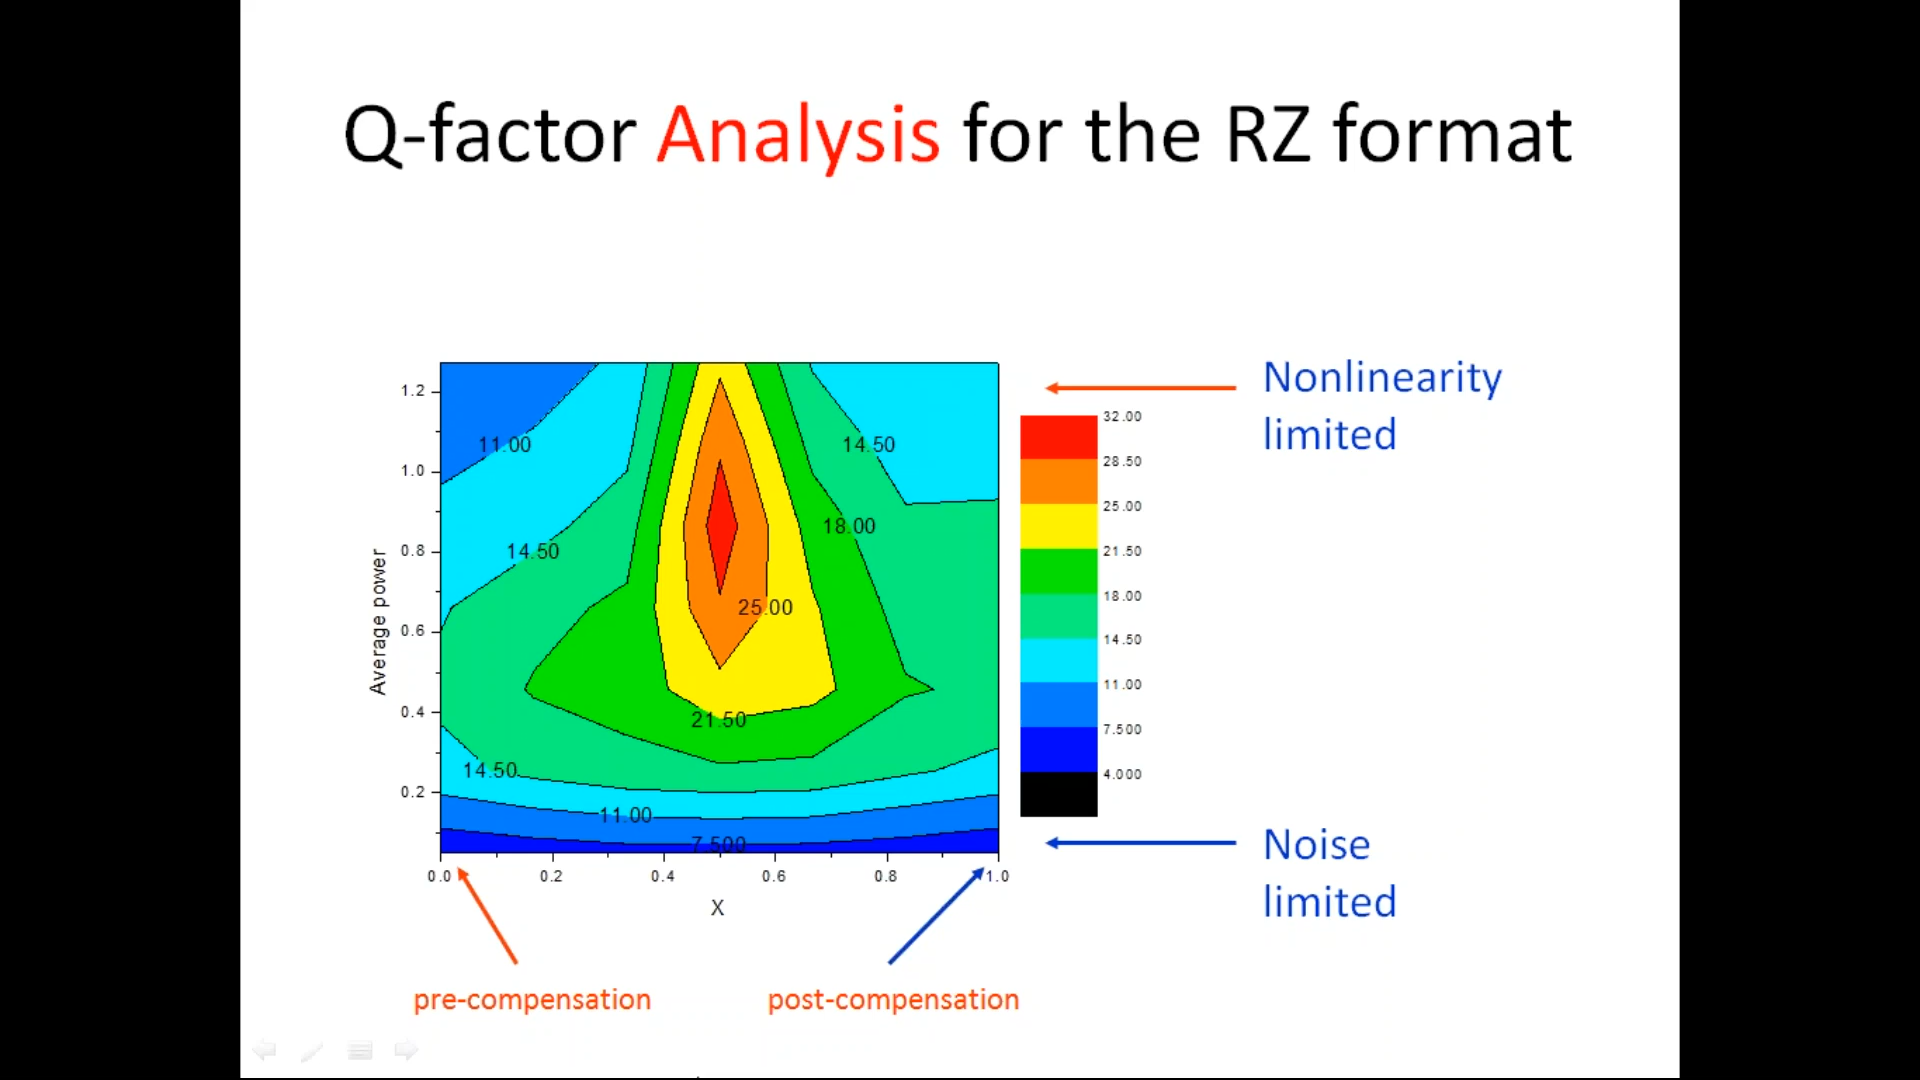 Q-factor Analysis for the RZ format
Nonlinearity
limited
1.2
1.0
0.8
0.6
0.4
0.2
Average power
11.00
14.50
14.50
18.00
25.00
21.50
14.50
11.00
7.500
32.00
28.50
25.00
21.50
18.00
14.50
11.00
7.500
4.000
Noise
limited
0.0 0.2 0.4 0.6 0.8 1.0
X
pre-compensation post-compensation